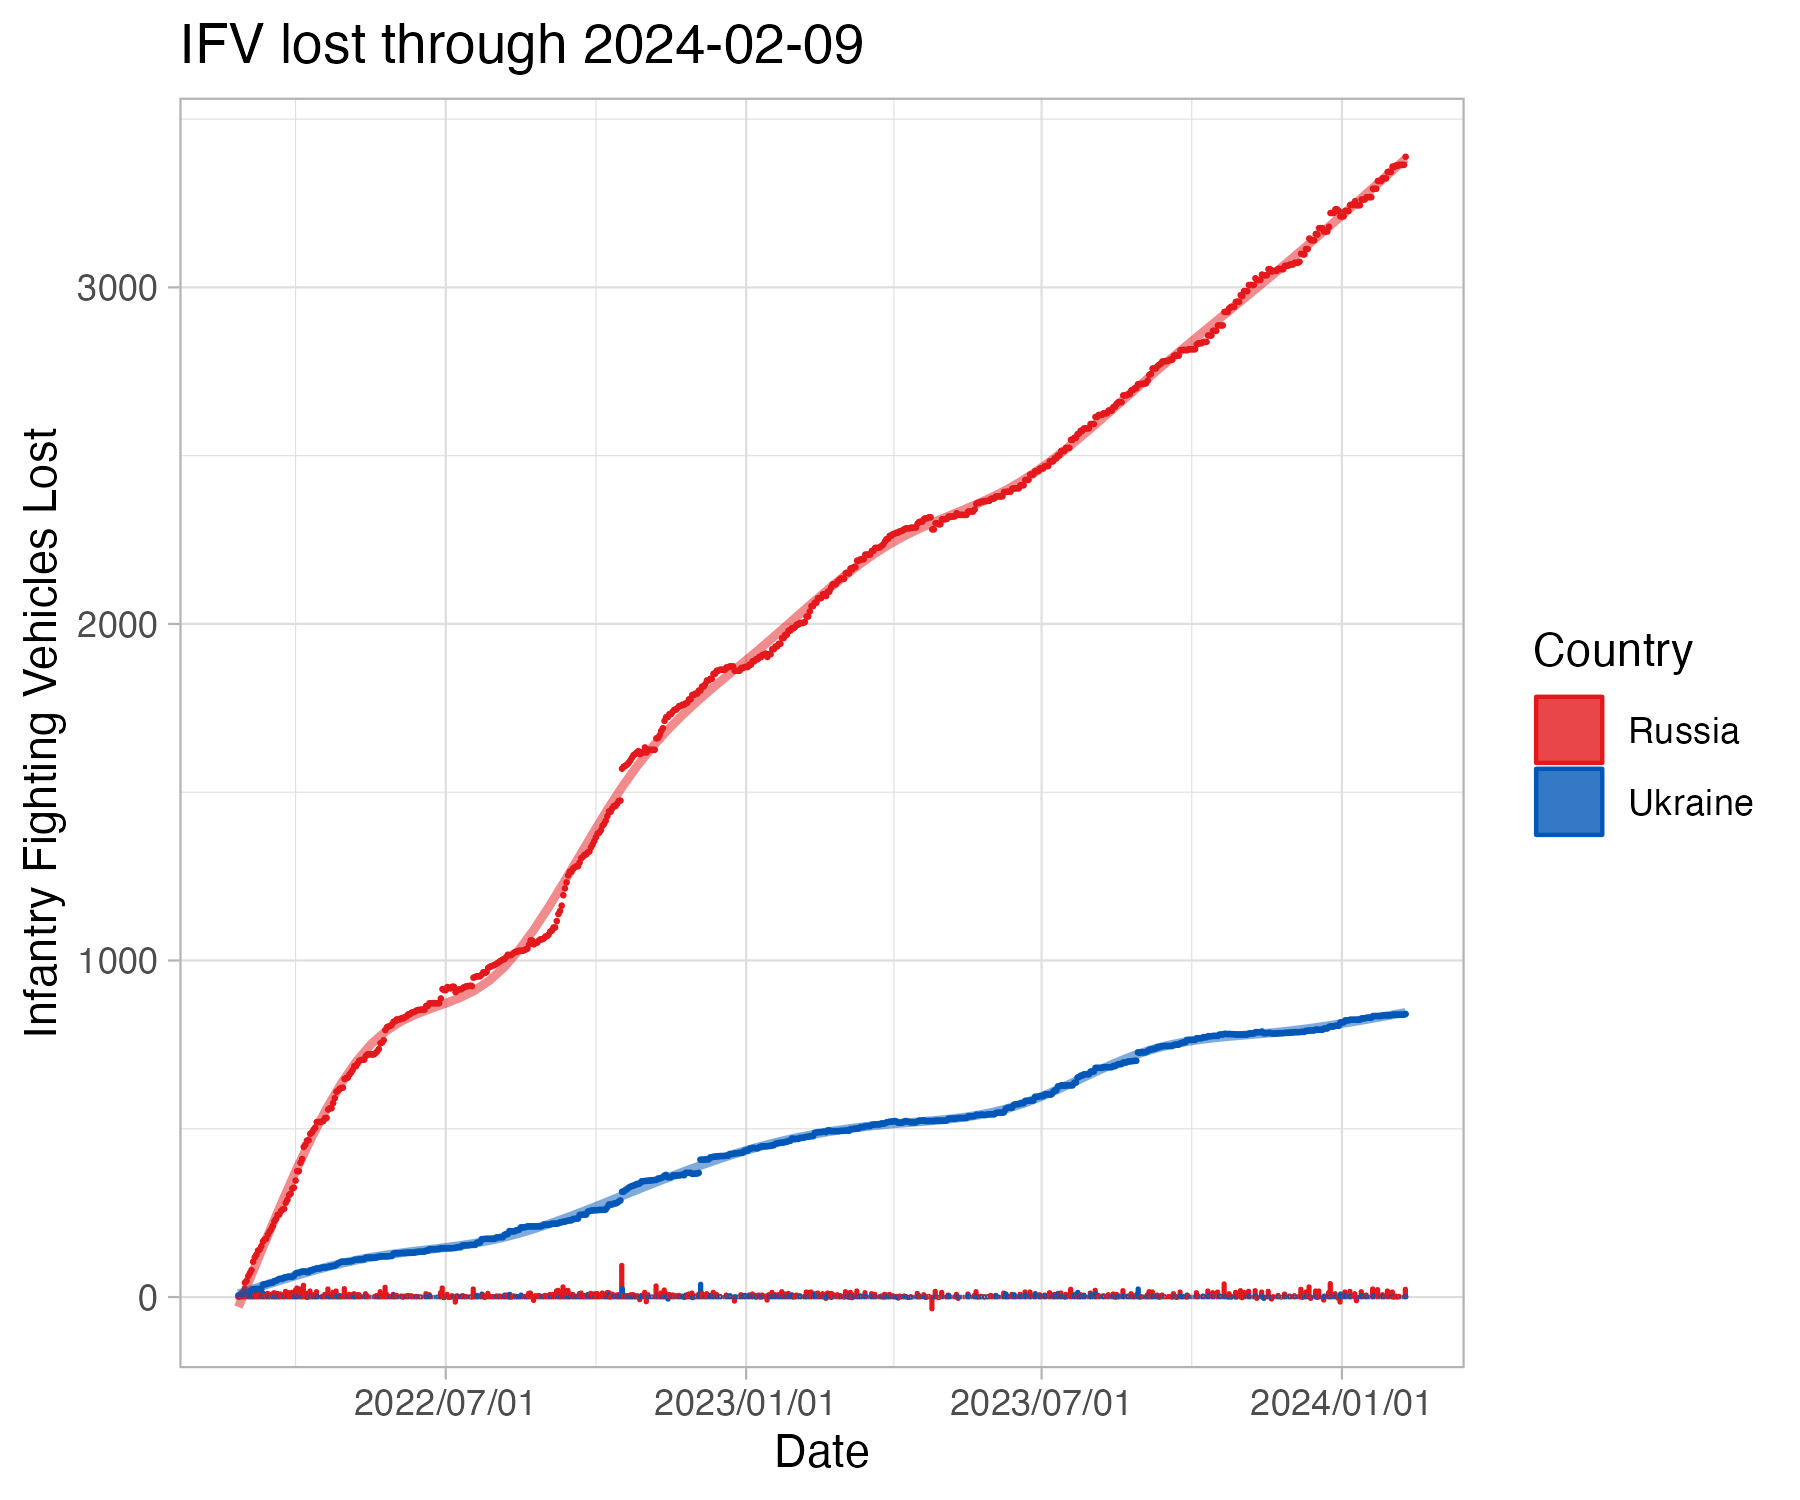 IFV lost through 2024-02-09
Infantry Fighting Vehicles Lost
3000
2000
1000
0
2022/07/01
2023/01/01
2023/07/01
2024/01/01
Date
Country
Russia
Ukraine